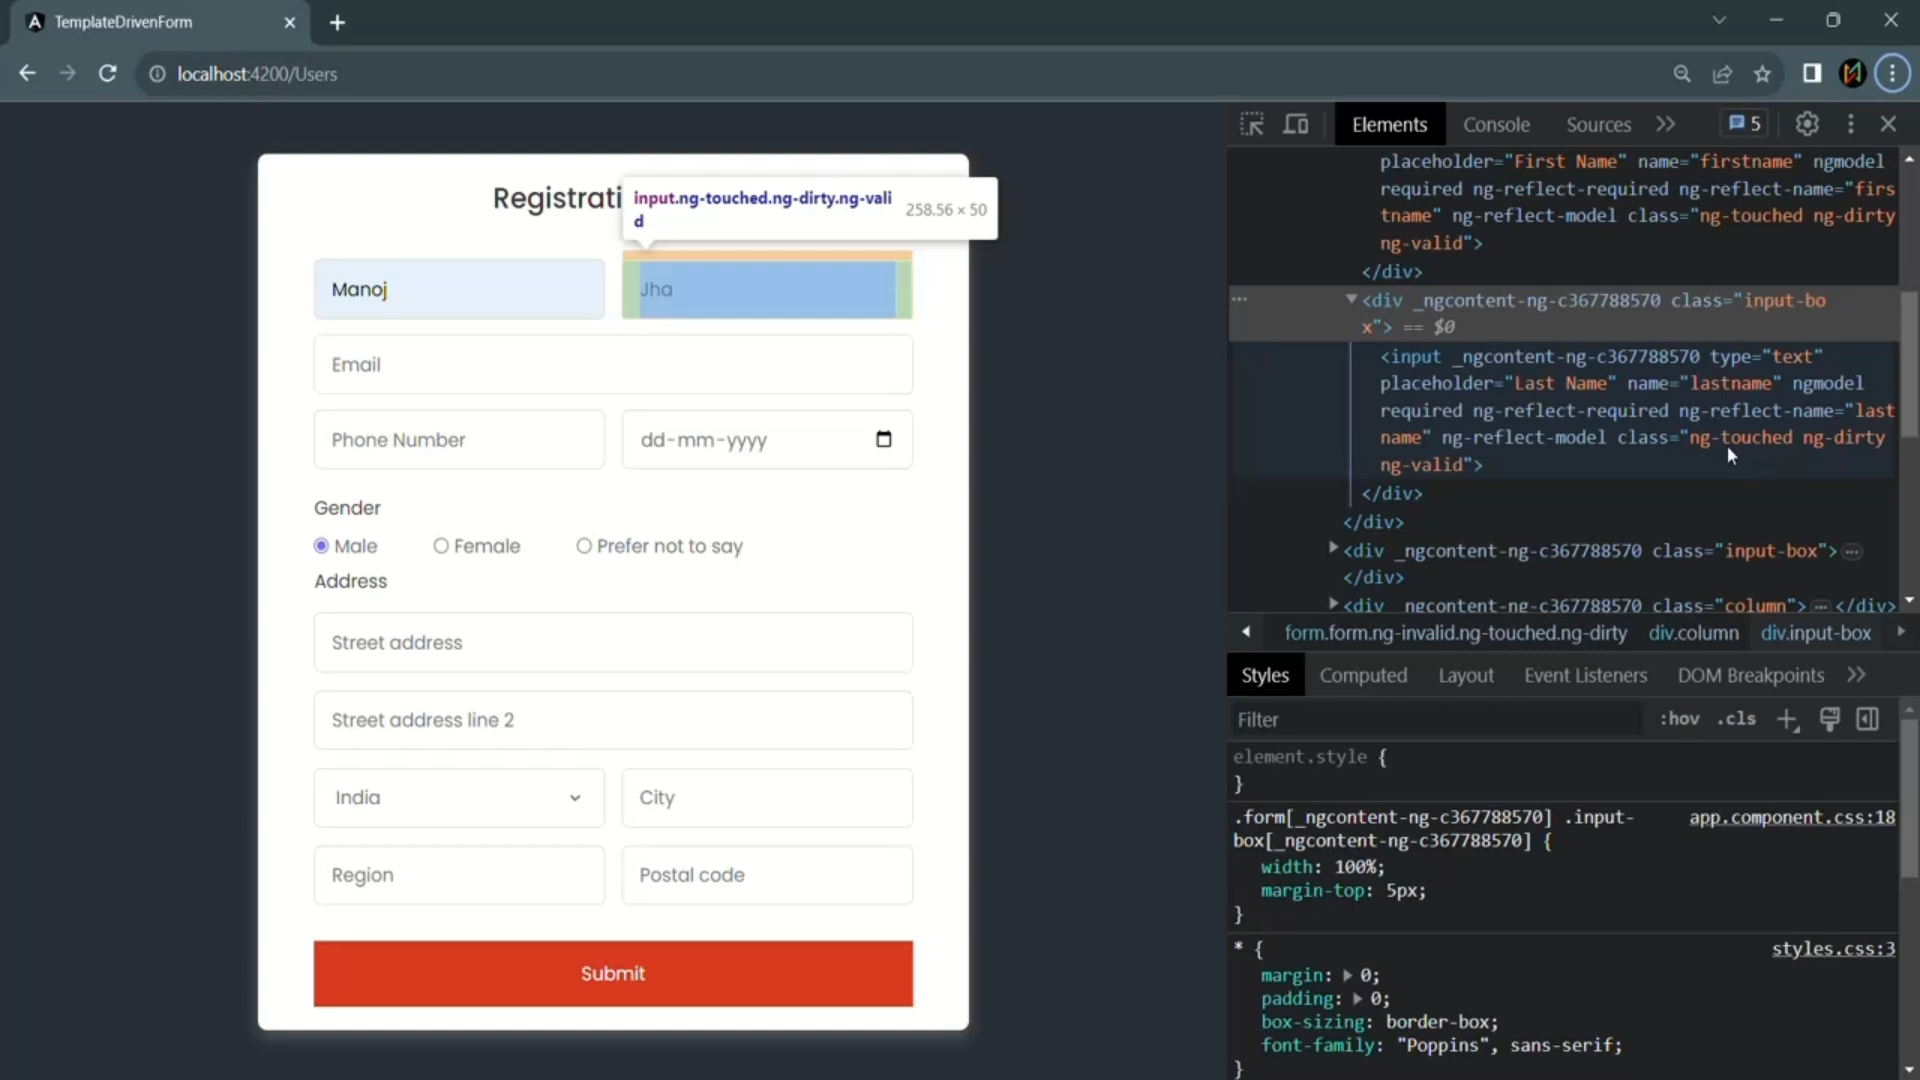 TemplateDrivenForm
localhost:4200/Users
Registrati
input.ng-touched.ng-dirty.ng-vali
d
258.56 × 50
Manoj
Jha
Email
Phone Number
dd-mm-yyyy
Gender
Male
Female
Prefer not to say
Address
Street address
Street address line 2
India
City
Region
Postal code
Submit
Elements
Console
Sources
5
placeholder="First Name" name="firstname" ngmodel
required ng-reflect-required ng-reflect-name="firs
tname" ng-reflect-model class="ng-touched ng-dirty
ng-valid">
</div>
<div _ngcontent-ng-c367788570 class="input-bo
x"> == $0
<input _ngcontent-ng-c367788570 type="text"
placeholder="Last Name" name="lastname" ngmodel
required ng-reflect-required ng-reflect-name="last
name" ng-reflect-model class="ng-touched ng-dirty
ng-valid">
</div>
</div>
<div _ngcontent-ng-c367788570 class="input-box">
</div>
<div _ngcontent-ng-c367788570 class="column"> … </div>
form.form.ng-invalid.ng-touched.ng-dirty
div.column
div.input-box
Styles
Computed
Layout
Event Listeners
DOM Breakpoints
Filter
:hov
.cls
element.style {
}
.form[_ngcontent-ng-c367788570] .input-
app.component.css:18
box[_ngcontent-ng-c367788570] {
width: 100%;
margin-top: 5px;
}
* {
styles.css:3
margin: 0;
padding: 0;
box-sizing: border-box;
font-family: "Poppins", sans-serif;
}